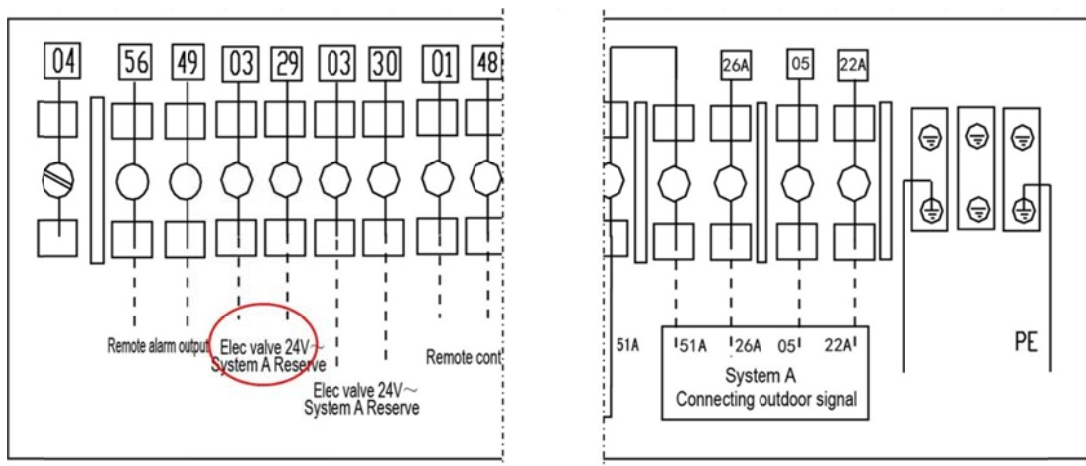 04 56 49 03 29 03 30 01 48 26A 05 22A
Remote alarm output
Elec valve 24V~
System A Reserve
Elec valve 24V~
System A Reserve
Remote cont
51A 51A 26A 05 22A
System A
Connecting outdoor signal
PE